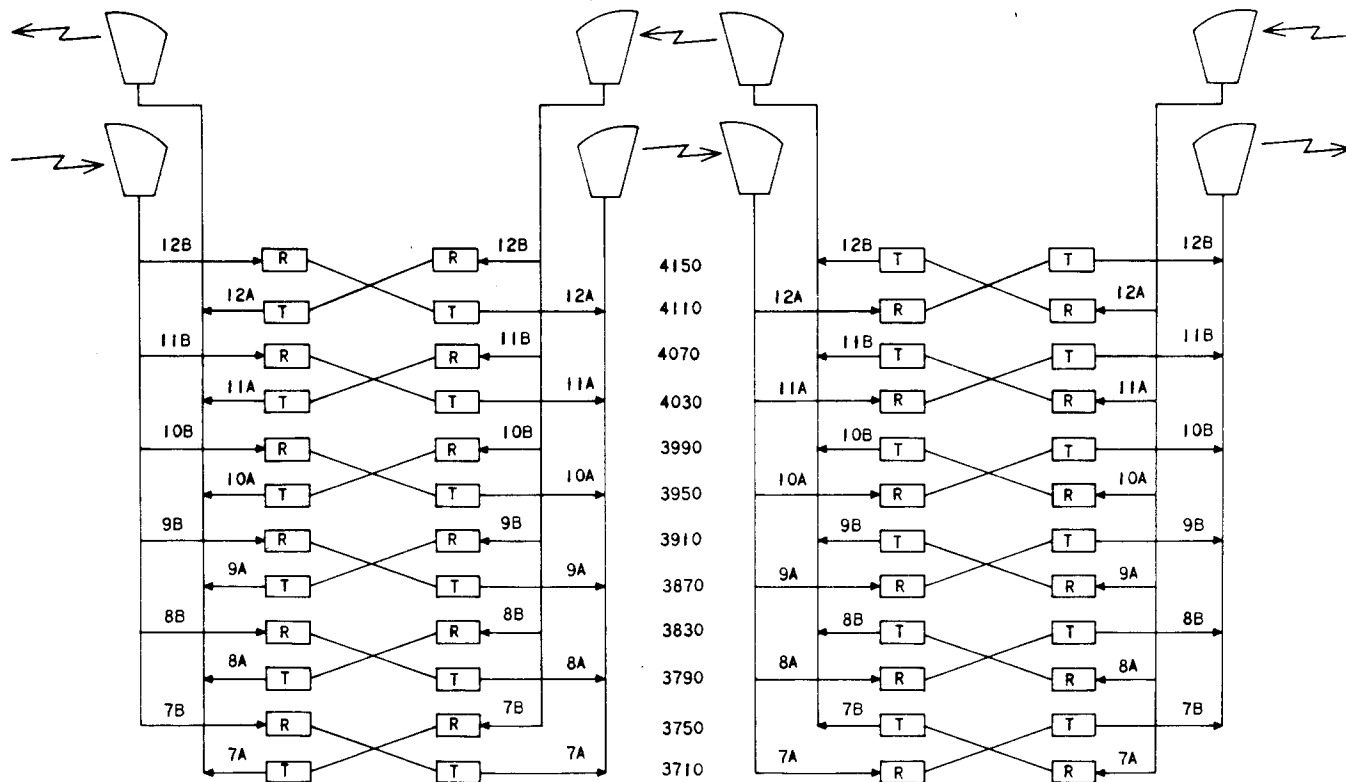 12B R R 12B 4150 12B T T 12B
12A T T 12A 4110 12A R R 12A
11B R R 11B 4070 11B T T 11B
11A T T 11A 4030 11A R R 11A
10B R R 10B 3990 10B T T 10B
10A T T 10A 3950 10A R R 10A
9B R R 9B 3910 9B T T 9B
9A T T 9A 3870 9A R R 9A
8B R R 8B 3830 8B T T 8B
8A T T 8A 3790 8A R R 8A
7B R R 7B 3750 7B T T 7B
7A T T 7A 3710 7A R R 7A